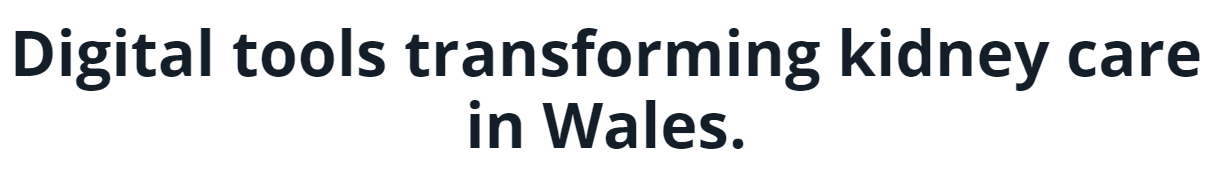 Digital tools transforming kidney care
in Wales.